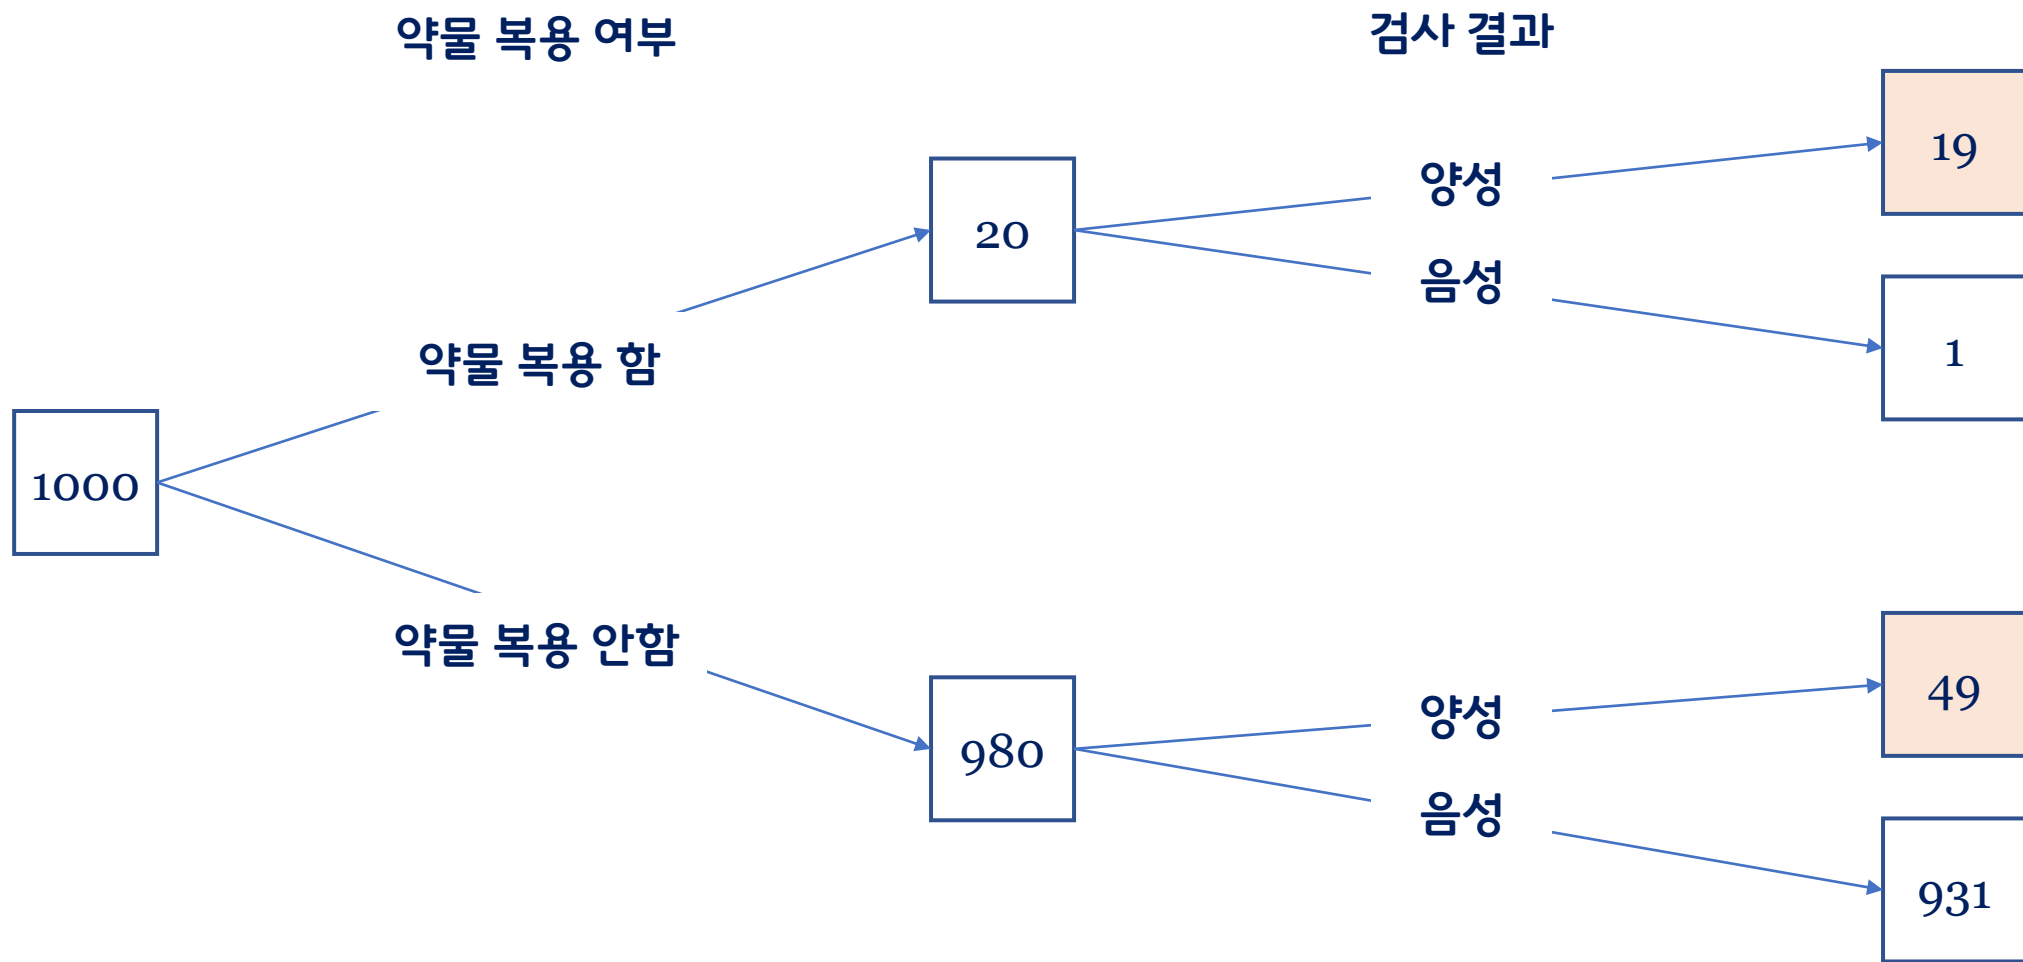 약물 복용 여부
검사 결과
19
양성
20
음성
1
약물 복용 함
1000
약물 복용 안함
49
양성
980
음성
931